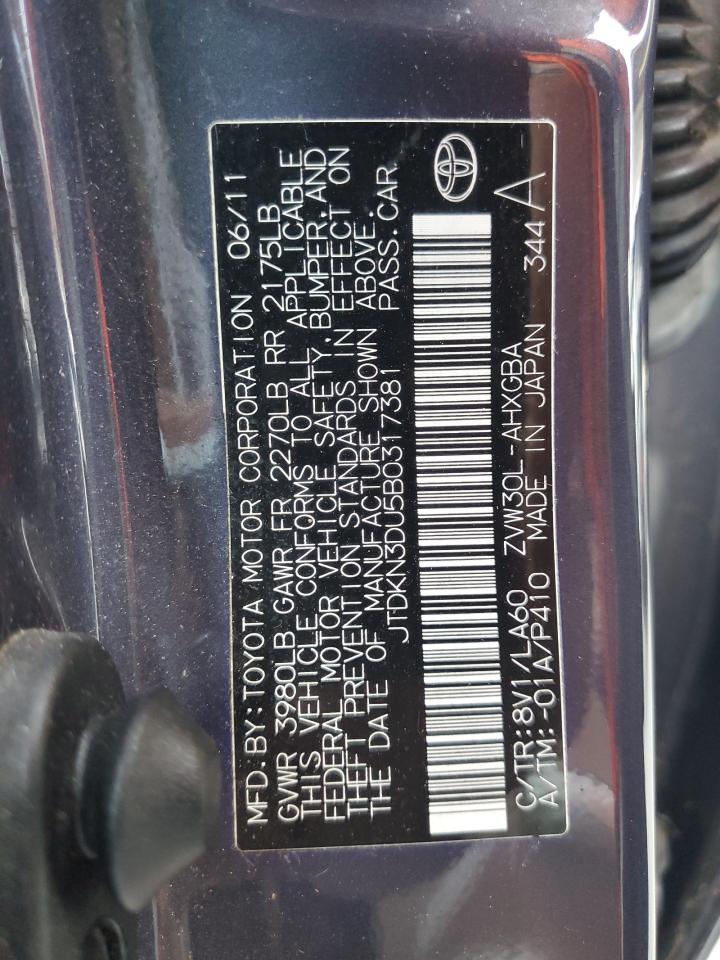 MFD.BY:TOYOTA MOTOR CORPORATION 06/11
GVWR 3980LB GAWR FR 2270LB RR 2175LB
THIS VEHICLE CONFORMS TO ALL APPLICABLE
FEDERAL MOTOR VEHICLE SAFETY,BUMPER,AND
THEFT PREVENTION STANDARDS IN EFFECT ON
THE DATE OF MANUFACTURE SHOWN ABOVE.
JTDKN3DU5B0317381 PASS.CAR
C/TR:8V1/LA60 ZVW30L-AHXGBA
A/TM:-01A/P410 MADE IN JAPAN 344 A